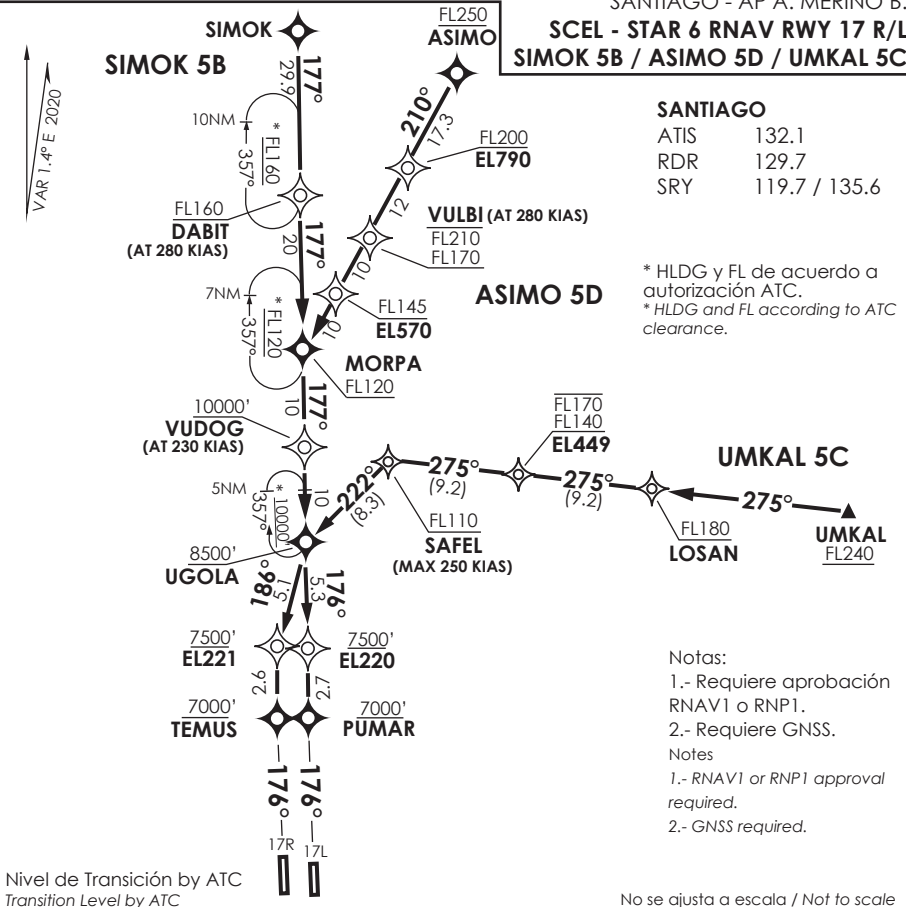 SANTIAGO - AP A. MERINO B.
SCEL - STAR 6 RNAV RWY 17 R/L
SIMOK 5B / ASIMO 5D / UMKAL 5C
SIMOK
SIMOK 5B
FL250
ASIMO
VAR 1.4° E 2020
177°
29.9
10NM
357°
* FL160
FL160
DABIT
(AT 280 KIAS)
210°
17.3
FL200
EL790
12
VULBI (AT 280 KIAS)
FL210
FL170
10
SANTIAGO
ATIS 132.1
RDR 129.7
SRY 119.7 / 135.6
* HLDG y FL de acuerdo a
autorización ATC.
* HLDG and FL according to ATC
clearance.
177°
20
7NM
357°
* FL120
ASIMO 5D
FL145
EL570
10
MORPA
FL120
177°
10
10000'
VUDOG
(AT 230 KIAS)
5NM
357°
* 10000'
10
8500'
UGOLA
FL170
FL140
EL449
UMKAL 5C
222°
(8.3)
275°
(9.2)
275°
(9.2)
275°
FL110
SAFEL
(MAX 250 KIAS)
FL180
LOSAN
UMKAL
FL240
186°
5.1
176°
5.3
7500'
EL221
7500'
EL220
2.6
2.7
7000'
TEMUS
7000'
PUMAR
176°
176°
17R
17L
Notas:
1.- Requiere aprobación
RNAV1 o RNP1.
2.- Requiere GNSS.
Notes
1.- RNAV1 or RNP1 approval
required.
2.- GNSS required.
Nivel de Transición by ATC
Transition Level by ATC
No se ajusta a escala / Not to scale